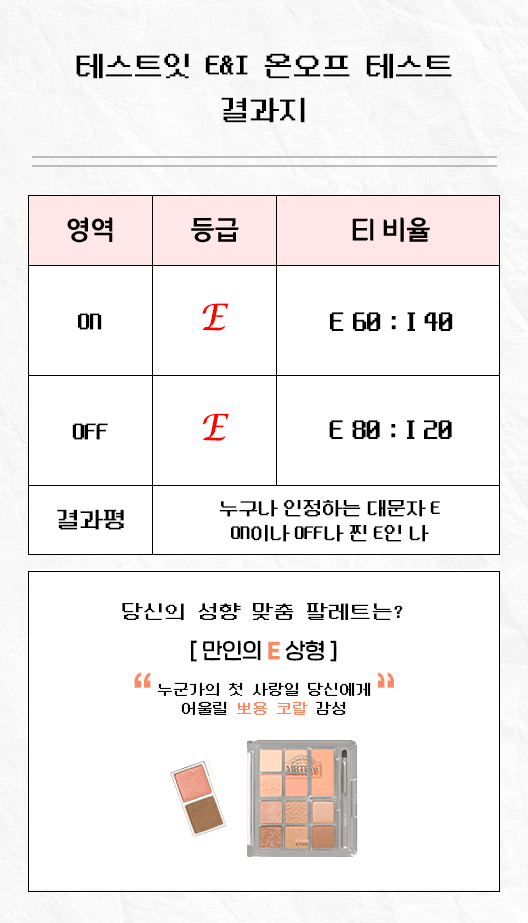 테스트잇 E&I 온오프 테스트
결과지
영역 등급 EI 비율
ON E E 60 : I 40
OFF E E 80 : I 20
결과평
누구나 인정하는 대문자 E
ON이나 OFF나 찐 E인 나
당신의 성향 맞춤 팔레트는?
[ 만인의 E 상형 ]
“ 누군가의 첫 사랑일 당신에게 ”
어울릴 뽀용 코랄 감성